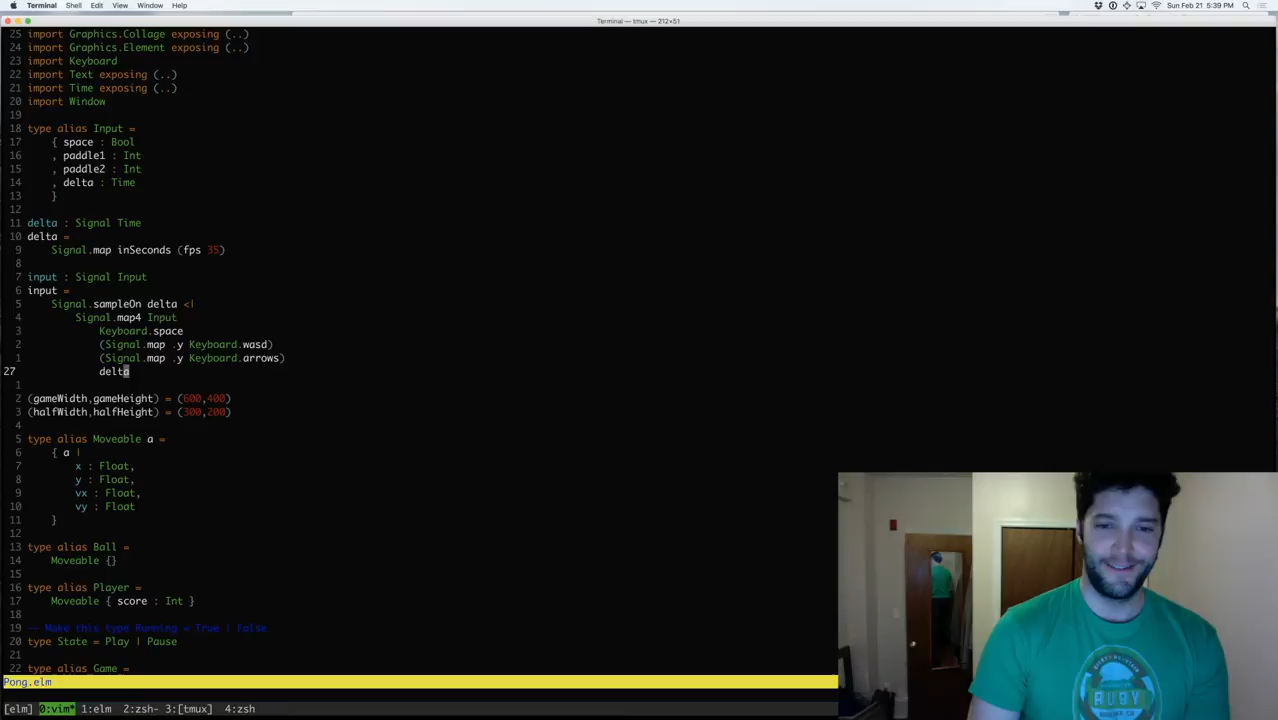 Terminal Shell Edit View Window Help Sun Feb 21 5:39 PM
Terminal — tmux — 212×51
25 import Graphics.Collage exposing (..)
24 import Graphics.Element exposing (..)
23 import Keyboard
22 import Text exposing (..)
21 import Time exposing (..)
20 import Window
19
18 type alias Input =
17 { space : Bool
16 , paddle1 : Int
15 , paddle2 : Int
14 , delta : Time
13 }
12
11 delta : Signal Time
10 delta =
9 Signal.map inSeconds (fps 35)
8
7 input : Signal Input
6 input =
5 Signal.sampleOn delta <|
4 Signal.map4 Input
3 Keyboard.space
2 (Signal.map .y Keyboard.wasd)
1 (Signal.map .y Keyboard.arrows)
27 delta
1
2 (gameWidth,gameHeight) = (600,400)
3 (halfWidth,halfHeight) = (300,200)
4
5 type alias Moveable a =
6 { a |
7 x : Float,
8 y : Float,
9 vx : Float,
10 vy : Float
11 }
12
13 type alias Ball =
14 Moveable {}
15
16 type alias Player =
17 Moveable { score : Int }
18
19 -- Make this type Running = True | False
20 type State = Play | Pause
21
22 type alias Game =
Pong.elm
[elm] 0:vim* 1:elm 2:zsh- 3:[tmux] 4:zsh
RUBY